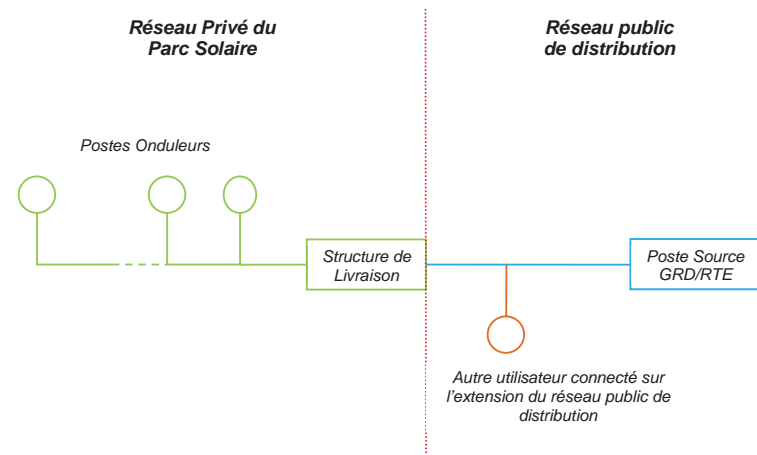 Réseau Privé du
Parc Solaire
Réseau public
de distribution
Postes Onduleurs
Structure de
Livraison
Poste Source
GRD/RTE
Autre utilisateur connecté sur
l'extension du réseau public de
distribution